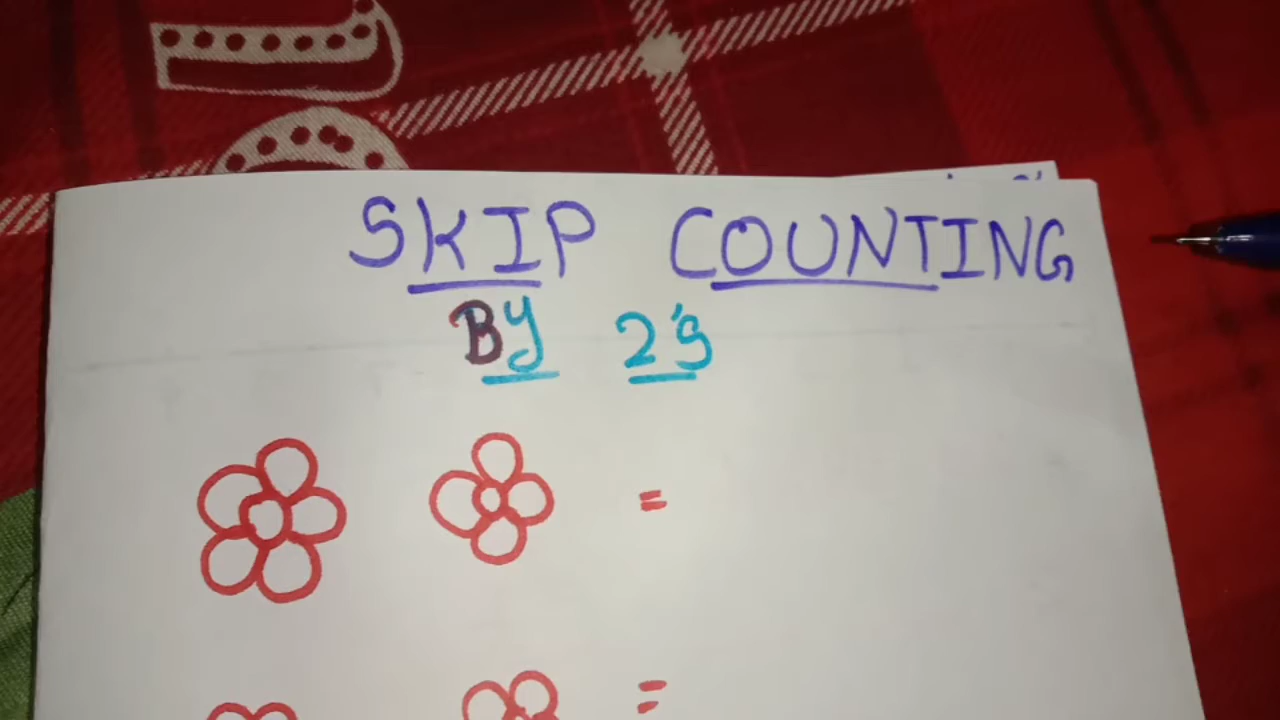 SKIP COUNTING
BY 2's
=
=